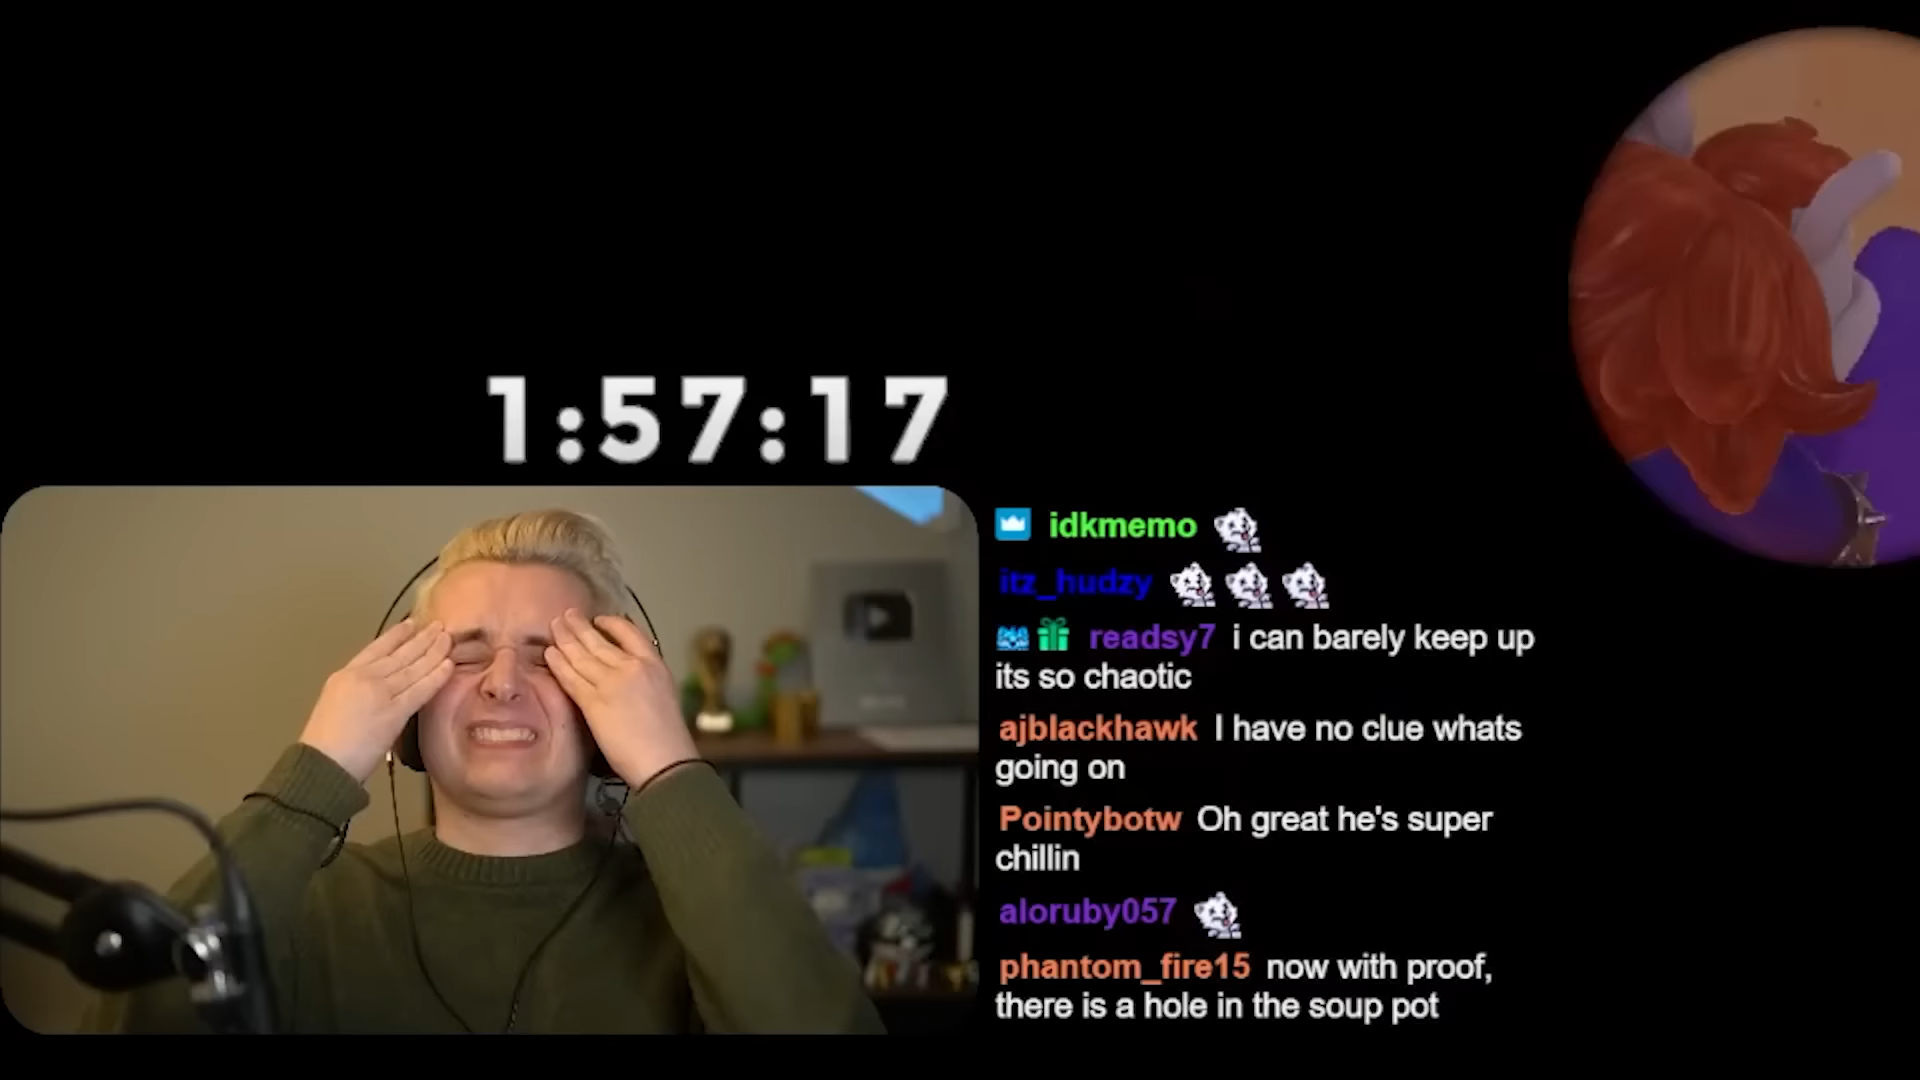 1:57:17
idkmemo
itz_hudzy
readsy7 i can barely keep up
its so chaotic
ajblackhawk I have no clue whats
going on
Pointybotw Oh great he's super
chillin
aloruby057
phantom_fire15 now with proof,
there is a hole in the soup pot